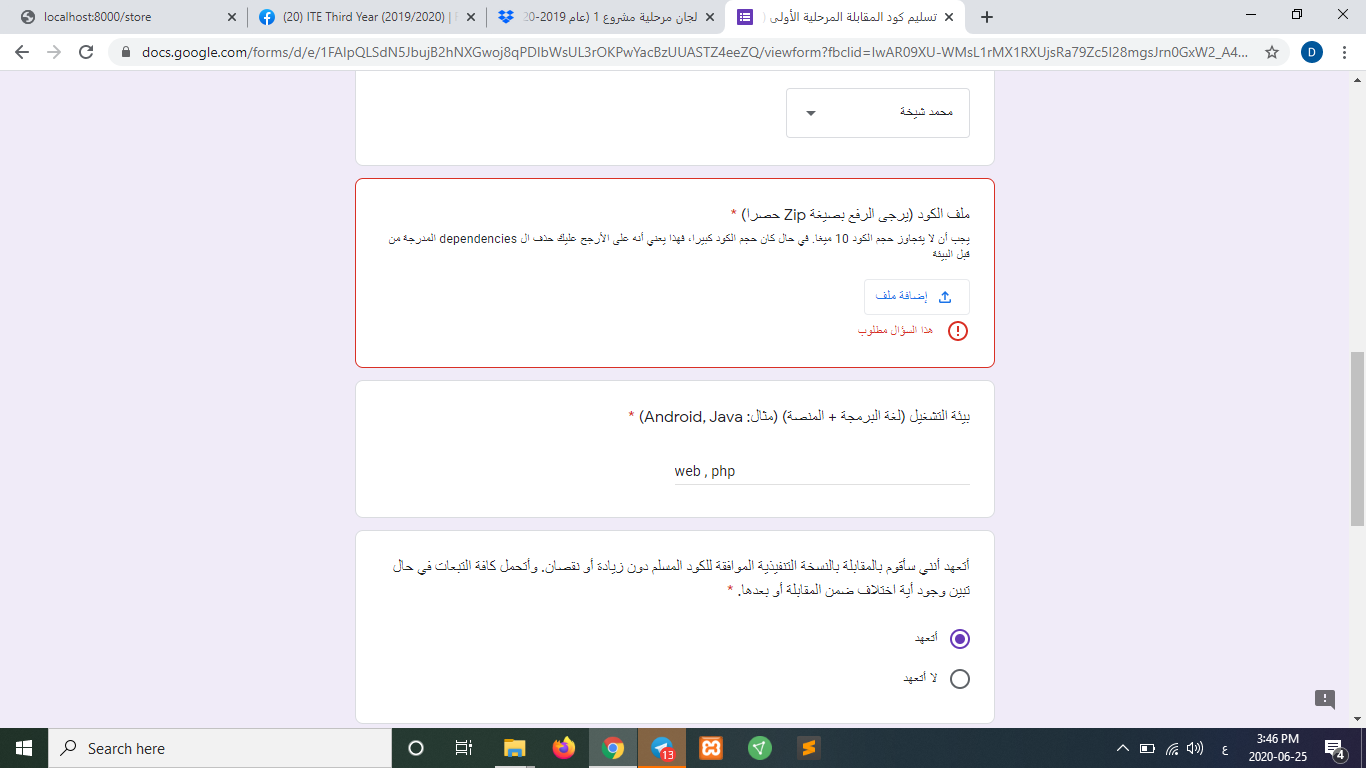 localhost:8000/store
(20) ITE Third Year (2019/2020) |
لجان مرحلية مشروع 1 (عام 2019-20
تسليم كود المقابلة المرحلية الأولى (
docs.google.com/forms/d/e/1FAIpQLSdN5JbujB2hNXGwoj8qPDIbWsUL3rOKPwYacBzUUASTZ4eeZQ/viewform?fbclid=IwAR09XU-WMsL1rMX1RXUjsRa79Zc5I28mgsJrn0GxW2_A4...
D
محمد شيخة
ملف الكود (يرجى الرفع بصيغة Zip حصرا) *
يجب أن لا يتجاوز حجم الكود 10 ميغا. في حال كان حجم الكود كبيرا، فهذا يعني أنه على الأرجح عليك حذف ال dependencies المدرجة من
قبل البيئة
إضافة ملف
هذا السؤال مطلوب
بيئة التشغيل (لغة البرمجة + المنصة) (مثال: Android, Java) *
web , php
أتعهد أنني سأقوم بالمقابلة بالنسخة التنفيذية الموافقة للكود المسلم دون زيادة أو نقصان. وأتحمل كافة التبعات في حال
تبين وجود أية اختلاف ضمن المقابلة أو بعدها. *
أتعهد
لا أتعهد
Search here
13
ع
3:46 PM
2020-06-25
4